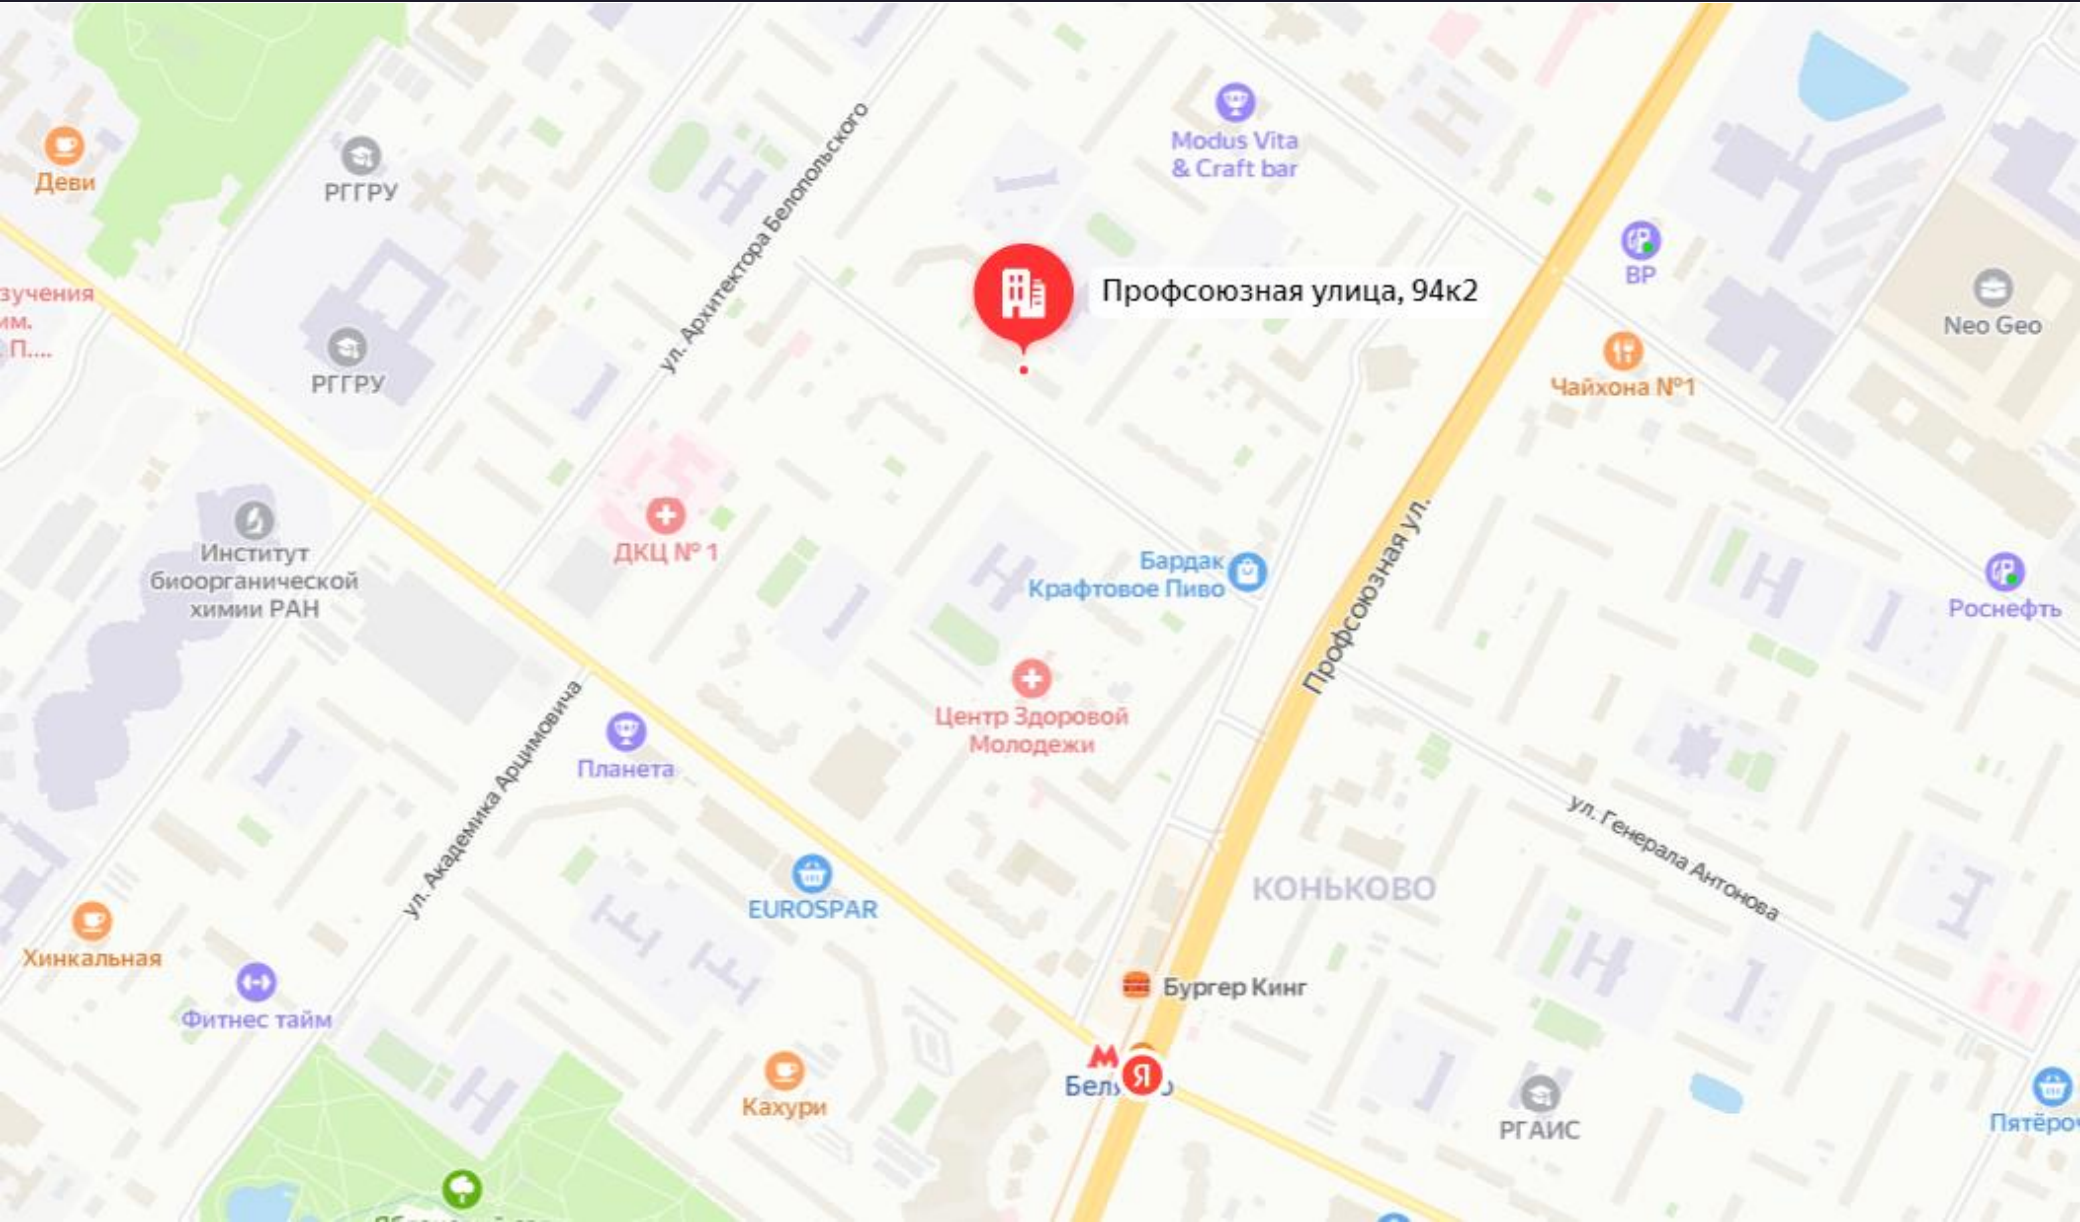 ул. Архитектора Белопольского
Modus Vita
& Craft bar
Деви
РГГРУ
Профсоюзная улица, 94к2
BP
Neo Geo
зучения
им.
П....
РГГРУ
Чайхона №1
ДКЦ № 1
Институт
биоорганической
химии РАН
Бардак
Крафтовое Пиво
Профсоюзная ул.
Роснефть
Центр Здоровой
Молодежи
Планета
ул. Академика Арцимовича
ул. Генерала Антонова
EUROSPAR
КОНЬКОВО
Хинкальная
Фитнес тайм
Бургер Кинг
М
Я
Кахури
РГАИС
Пятёроч